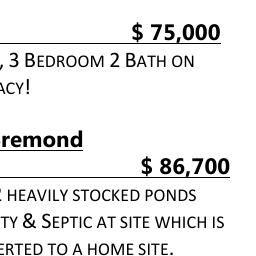 $ 75,000
, 3 BEDROOM 2 BATH ON
ACY!
remond
$ 86,700
HEAVILY STOCKED PONDS
TY & SEPTIC AT SITE WHICH IS
ERTED TO A HOME SITE.